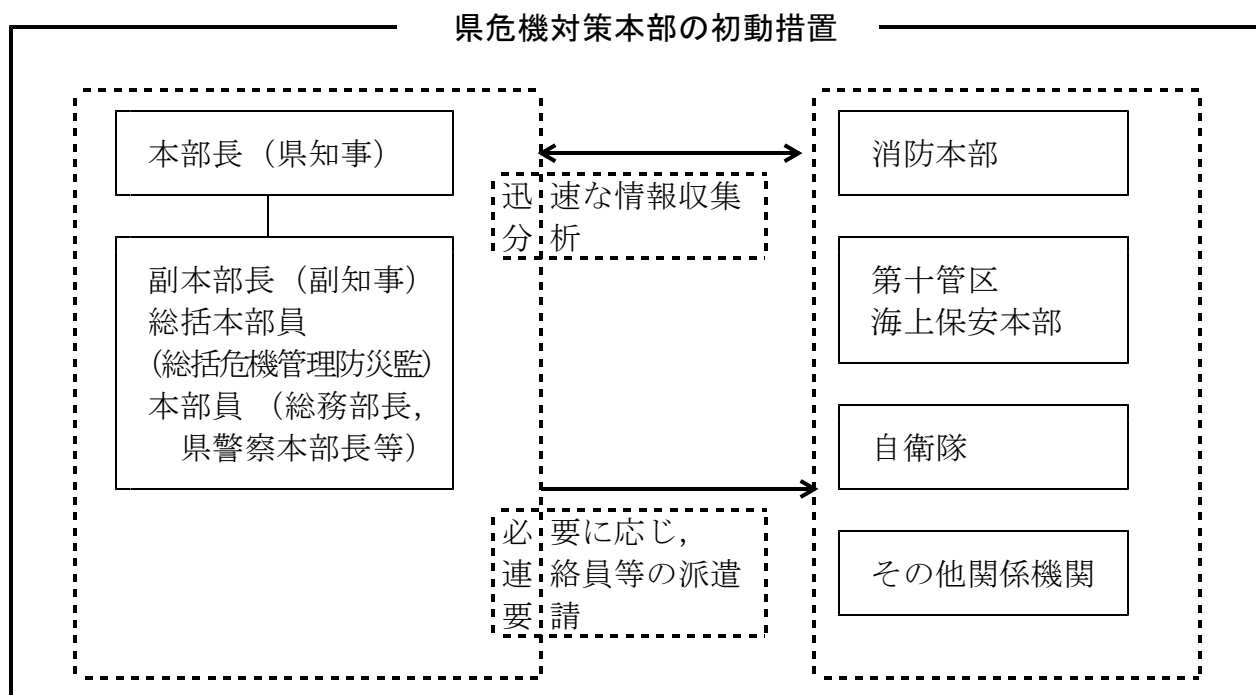 県危機対策本部の初動措置
本部長（県知事）
副本部長（副知事）
総括本部員
(総括危機管理防災監)
本部員（総務部長，
県警察本部長等）
迅速な情報収集
分析
必要に応じ，
連絡員等の派遣
要請
消防本部
第十管区
海上保安本部
自衛隊
その他関係機関